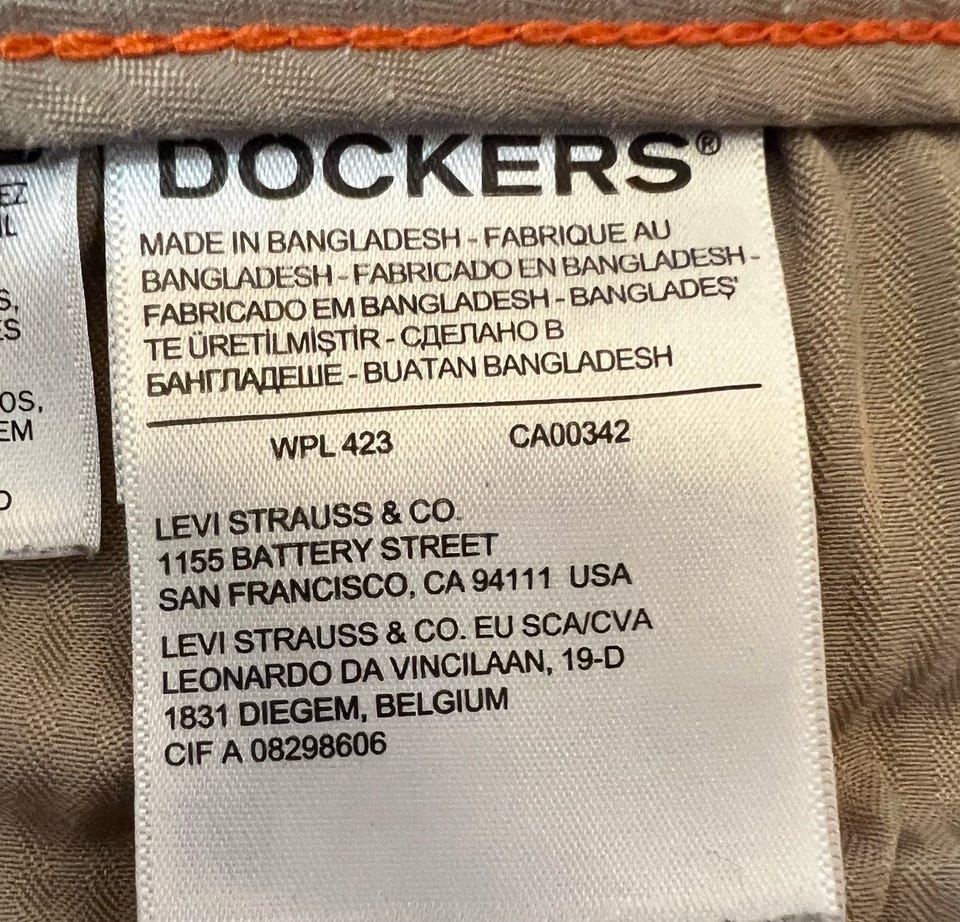 DOCKERS®
MADE IN BANGLADESH - FABRIQUE AU
BANGLADESH - FABRICADO EN BANGLADESH -
FABRICADO EM BANGLADESH - BANGLADEŞ'
TE ÜRETİLMİŞTİR - СДЕЛАНО В
БАНГЛАДЕШЕ - BUATAN BANGLADESH
WPL 423 CA00342
LEVI STRAUSS & CO.
1155 BATTERY STREET
SAN FRANCISCO, CA 94111 USA
LEVI STRAUSS & CO. EU SCA/CVA
LEONARDO DA VINCILAAN, 19-D
1831 DIEGEM, BELGIUM
CIF A 08298606